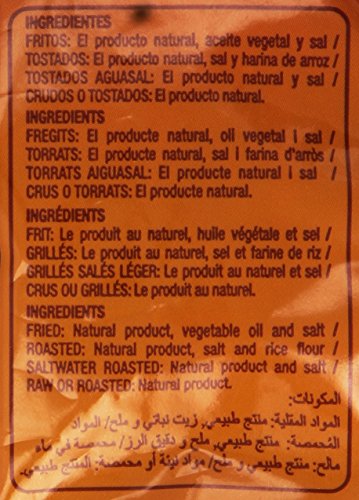 INGREDIENTES
FRITOS: El producto natural, aceite vegetal y sal /
TOSTADOS: El producto natural, sal y harina de arroz /
TOSTADOS AGUASAL: El producto natural y sal /
CRUDOS O TOSTADOS: El producto natural.
INGREDIENTS
FREGITS: El producte natural, oli vegetal i sal /
TORRATS: El producte natural, sal i farina d'arròs /
TORRATS AIGUASAL: El producte natural i sal /
CRUS O TORRATS: El producte natural.
INGRÉDIENTS
FRIT: Le produit au naturel, huile végétale et sel /
GRILLÉS: Le produit au naturel, sel et farine de riz /
GRILLÉS SALÉS LÉGER: Le produit au naturel et sel /
CRUS OU GRILLÉS: Le produit au naturel.
INGREDIENTS
FRIED: Natural product, vegetable oil and salt /
ROASTED: Natural product, salt and rice flour /
SALTWATER ROASTED: Natural product and salt /
RAW OR ROASTED: Natural product.
المكونات:
المواد المقلية: منتج طبيعي, زيت نباتي و ملح/ المواد
المُحمصة: منتج طبيعي, ملح و دقيق الرز/ محمصة في ماء
مالح: منتج طبيعي و ملح/ مواد نيئة أو محمصة: المنتج طبيعي.